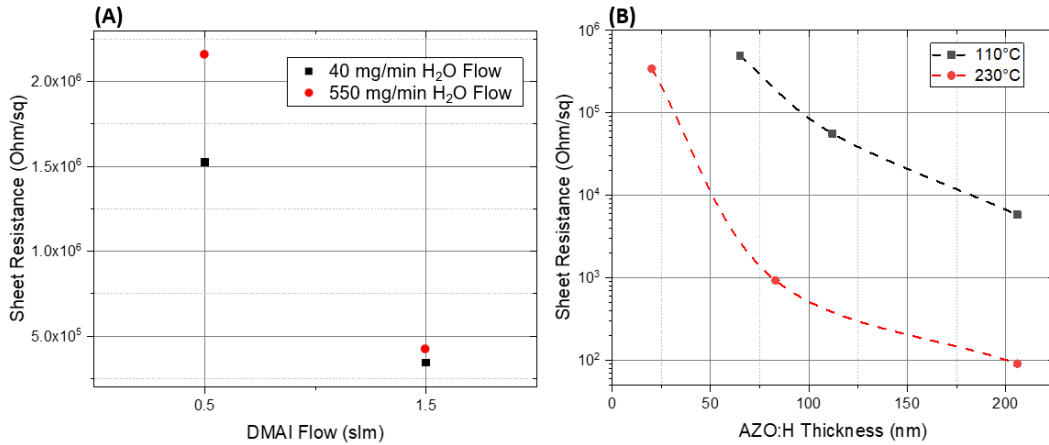 (A)
Sheet Resistance (Ohm/sq)
2.0x10⁶
1.5x10⁶
1.0x10⁶
5.0x10⁵
40 mg/min H₂O Flow
550 mg/min H₂O Flow
0.5
1.5
DMAI Flow (slm)
(B)
Sheet Resistance (Ohm/sq)
10⁶
10⁵
10⁴
10³
10²
110°C
230°C
0
50
100
150
200
AZO:H Thickness (nm)